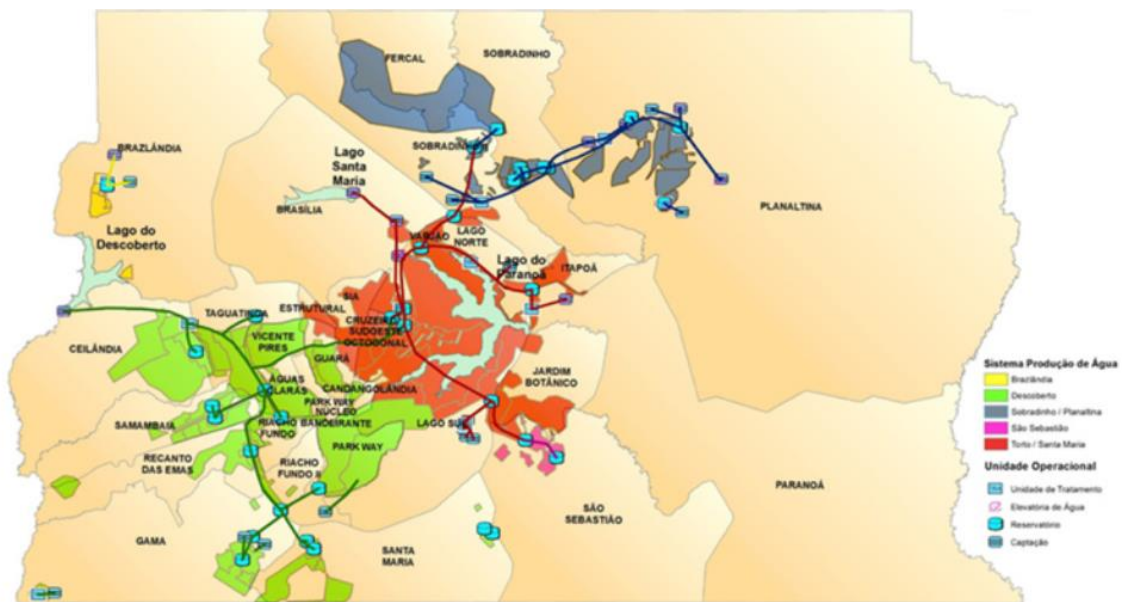 FERCAL
SOBRADINHO
BRAZLÂNDIA
SOBRADINHO II
Lago
Santa
Maria
BRASÍLIA
PLANALTINA
Lago do
Descoberto
VARJÃO
LAGO
NORTE
Lago do
Paranoá
ITAPOÃ
SIA
ESTRUTURAL
TAGUATINGA
CRUZEIRO
SUDOESTE
OCTOGONAL
CEILÂNDIA
VICENTE
PIRES
GUARÁ
JARDIM
BOTÂNICO
ÁGUAS
CLARAS
CANDANGOLÂNDIA
PARK WAY
NÚCLEO
BANDEIRANTE
SAMAMBAIA
RIACHO
FUNDO
LAGO SUL
PARK WAY
RECANTO
DAS EMAS
RIACHO
FUNDO II
PARANOÁ
SÃO
SEBASTIÃO
GAMA
SANTA
MARIA
Sistema Produção de Água
Brazlândia
Descoberto
Sobradinho / Planaltina
São Sebastião
Torto / Santa Maria
Unidade Operacional
Unidade de Tratamento
Elevatória de Água
Reservatório
Captação